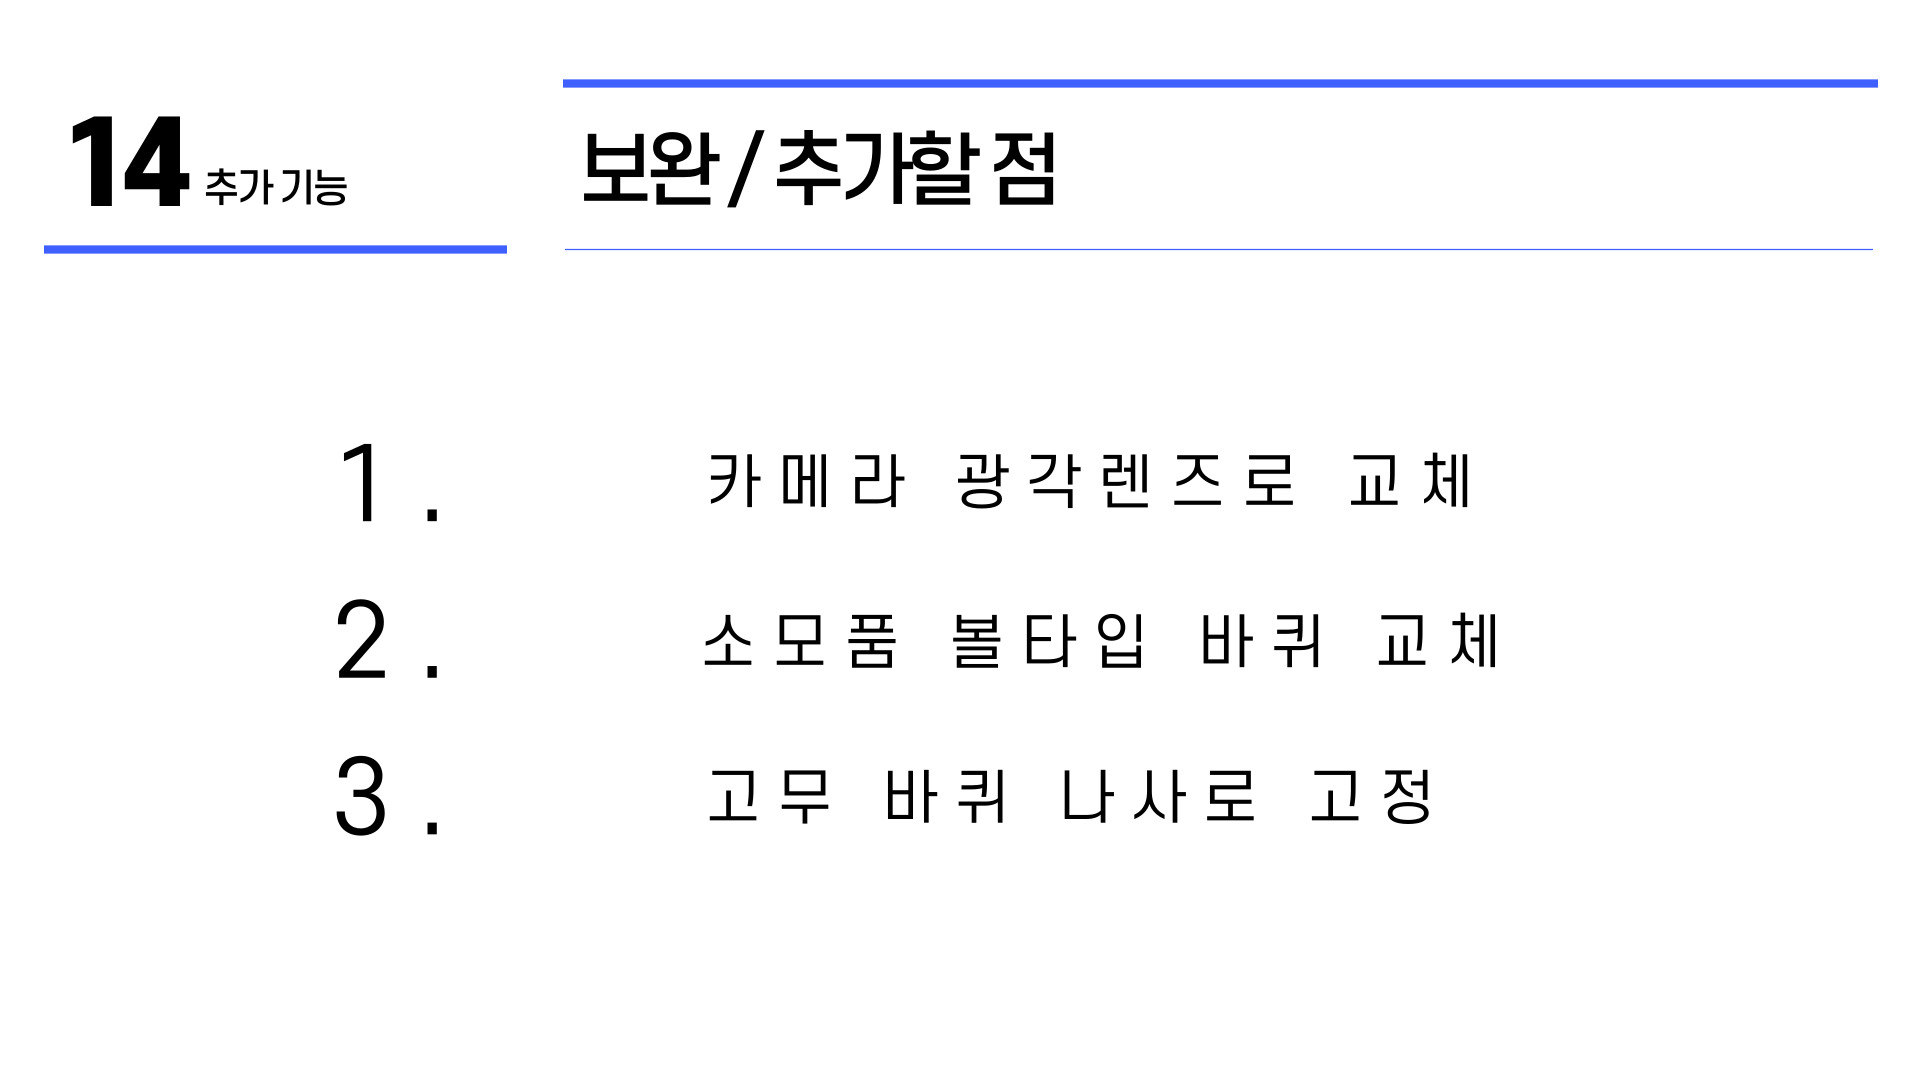 14 추가 기능
보완 / 추가할 점
1. 카메라 광각렌즈로 교체
2. 소모품 볼타입 바퀴 교체
3. 고무 바퀴 나사로 고정